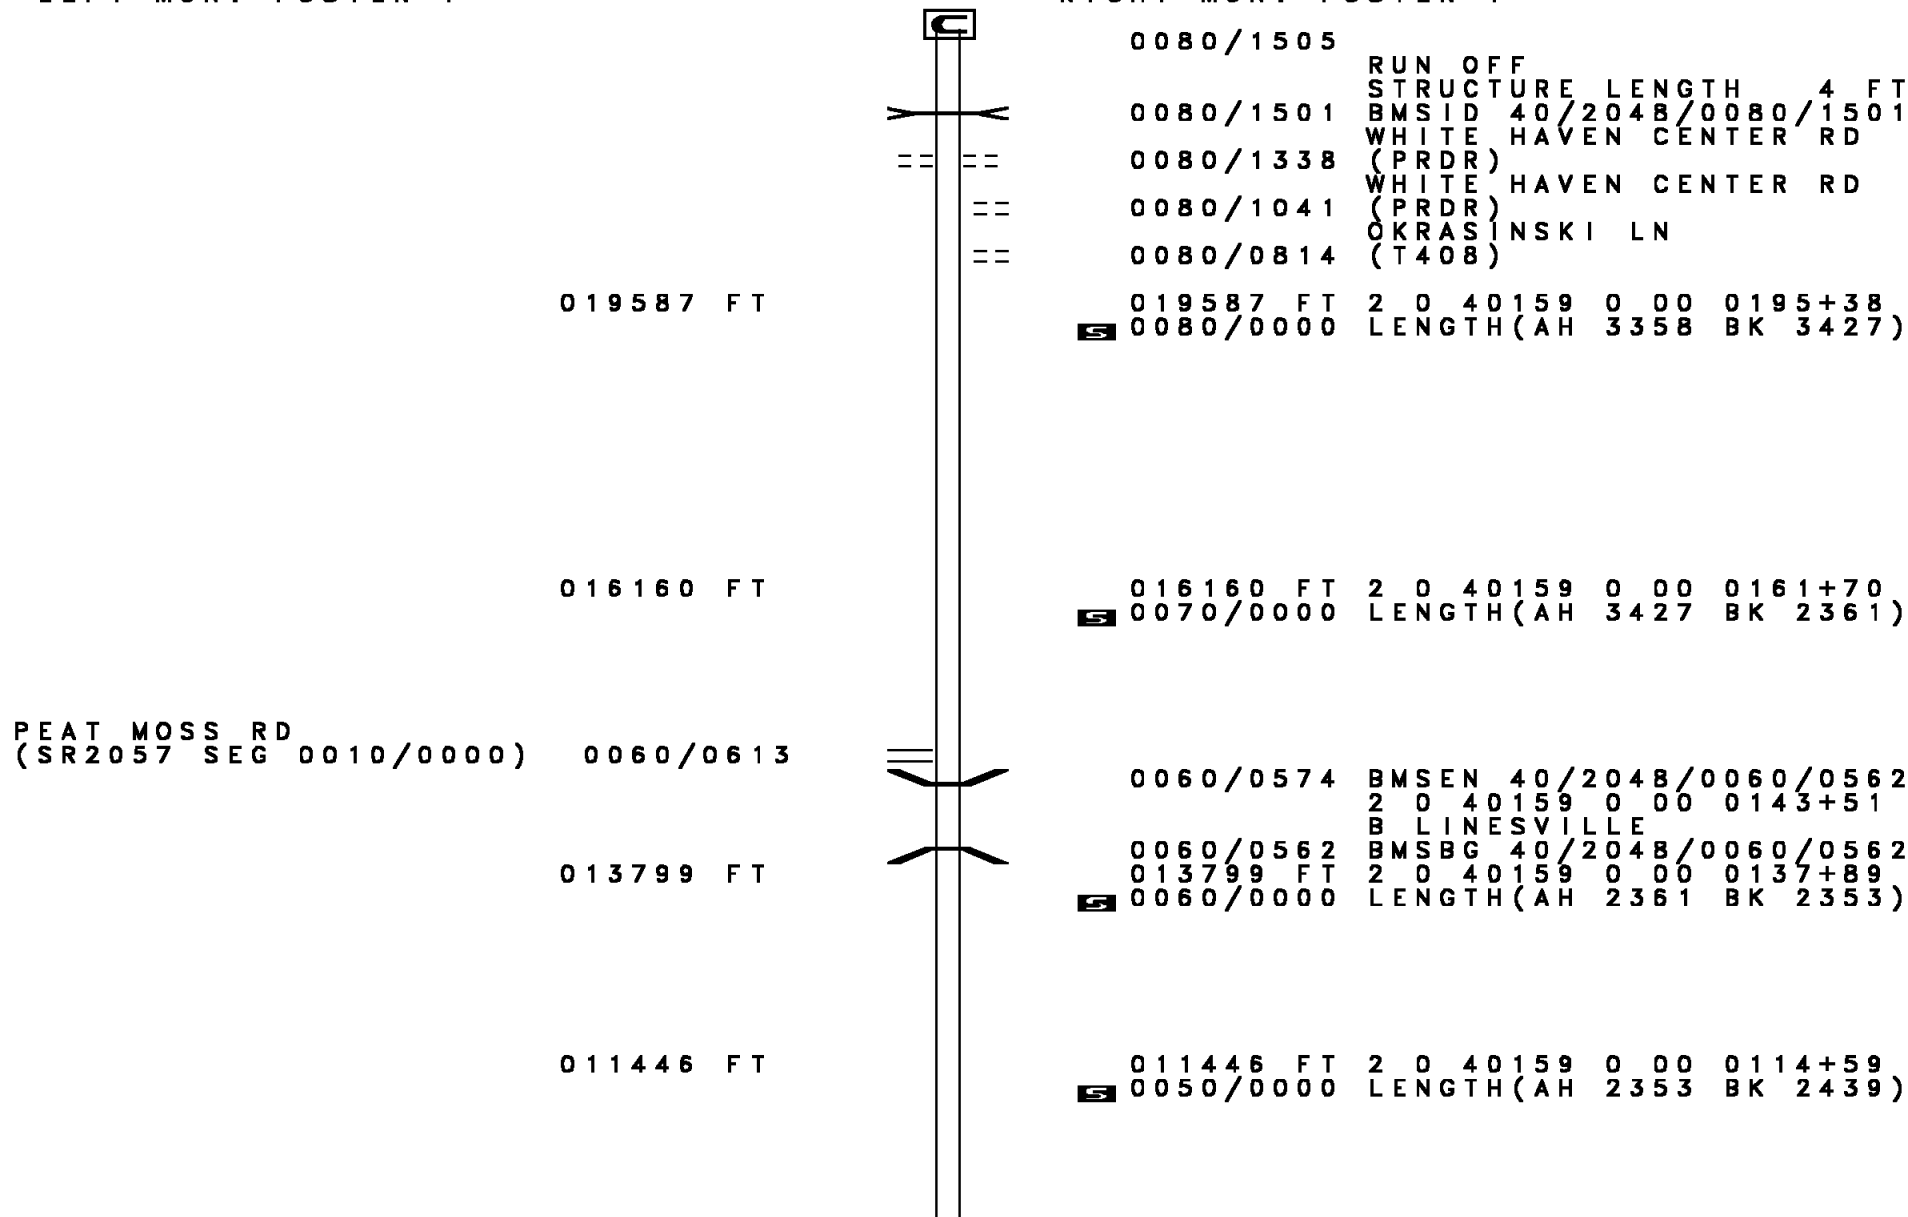 C
0080/1505
RUN OFF
STRUCTURE LENGTH 4 FT
0080/1501 BMSID 40/2048/0080/1501
WHITE HAVEN CENTER RD
0080/1338 (PRDR)
WHITE HAVEN CENTER RD
0080/1041 (PRDR)
OKRASINSKI LN
0080/0814 (T408)
019587 FT 019587 FT 2 0 40159 0 00 0195+38
S 0080/0000 LENGTH(AH 3358 BK 3427)
016160 FT 016160 FT 2 0 40159 0 00 0161+70
S 0070/0000 LENGTH(AH 3427 BK 2361)
PEAT MOSS RD
(SR2057 SEG 0010/0000) 0060/0613
0060/0574 BMSEN 40/2048/0060/0562
2 0 40159 0 00 0143+51
B LINESVILLE
0060/0562 BMSBG 40/2048/0060/0562
013799 FT 013799 FT 2 0 40159 0 00 0137+89
S 0060/0000 LENGTH(AH 2361 BK 2353)
011446 FT 011446 FT 2 0 40159 0 00 0114+59
S 0050/0000 LENGTH(AH 2353 BK 2439)